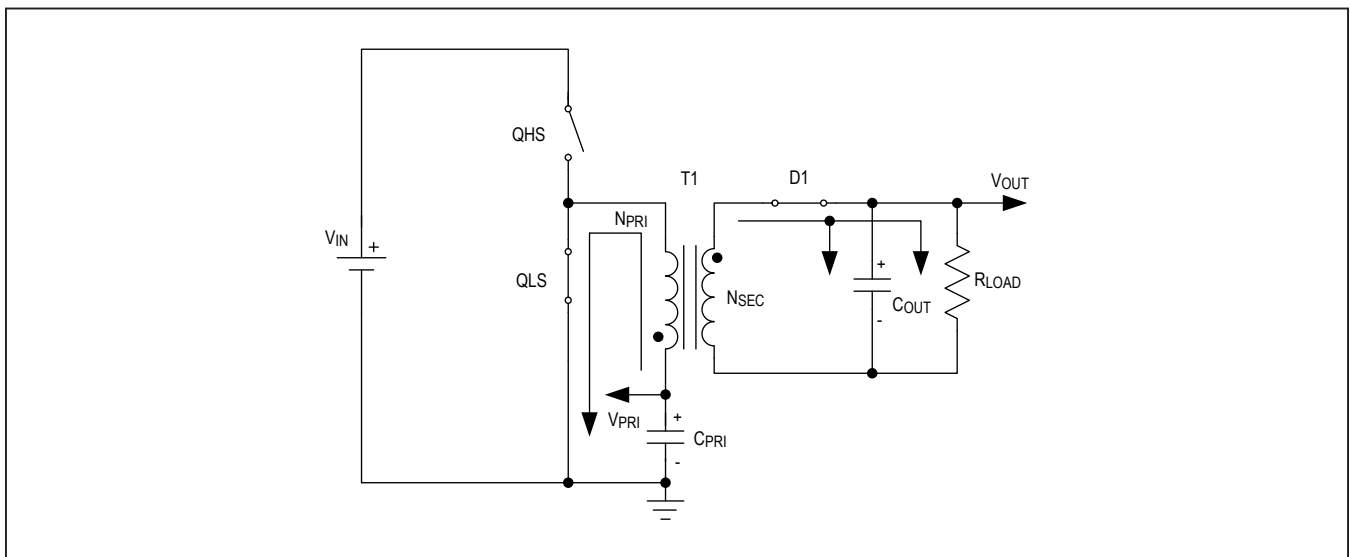 QHS
T1
D1
VOUT
NPRI
VIN
+
QLS
NSEC
+
COUT
-
RLOAD
VPRI
+
CPRI
-